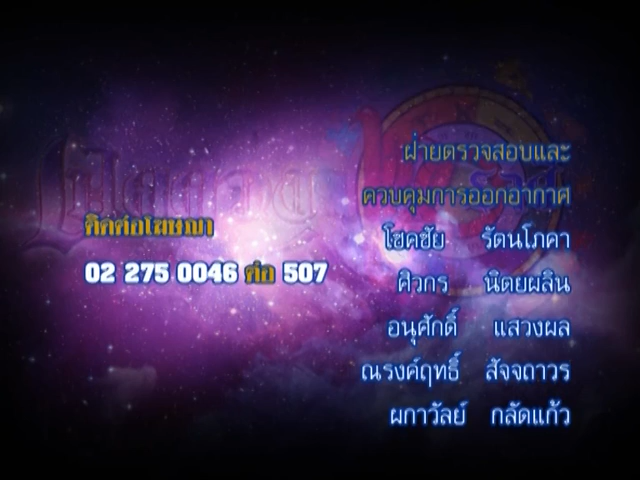 ติดต่อโฆษณา
02 275 0046 ต่อ 507
ฝ่ายตรวจสอบและ
ควบคุมการออกอากาศ
โชคชัย รัตนโภคา
ศิวกร นิตยผลิน
อนุศักดิ์ แสวงผล
ณรงค์ฤทธิ์ สัจจถาวร
ผกาวัลย์ กลัดแก้ว